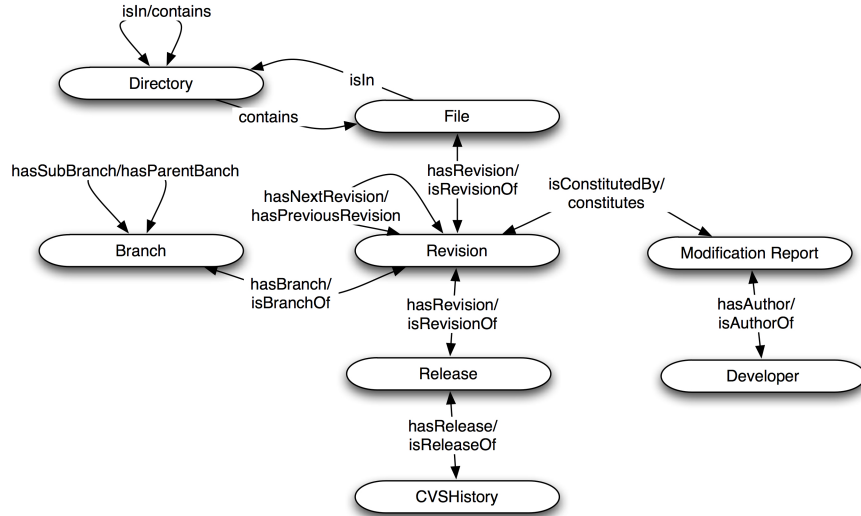 isIn/contains
Directory
isIn
contains
File
hasSubBranch/hasParentBanch
hasNextRevision/
hasPreviousRevision
hasRevision/
isRevisionOf
isConstitutedBy/
constitutes
Branch
Revision
Modification Report
hasBranch/
isBranchOf
hasRevision/
isRevisionOf
hasAuthor/
isAuthorOf
Release
Developer
hasRelease/
isReleaseOf
CVSHistory